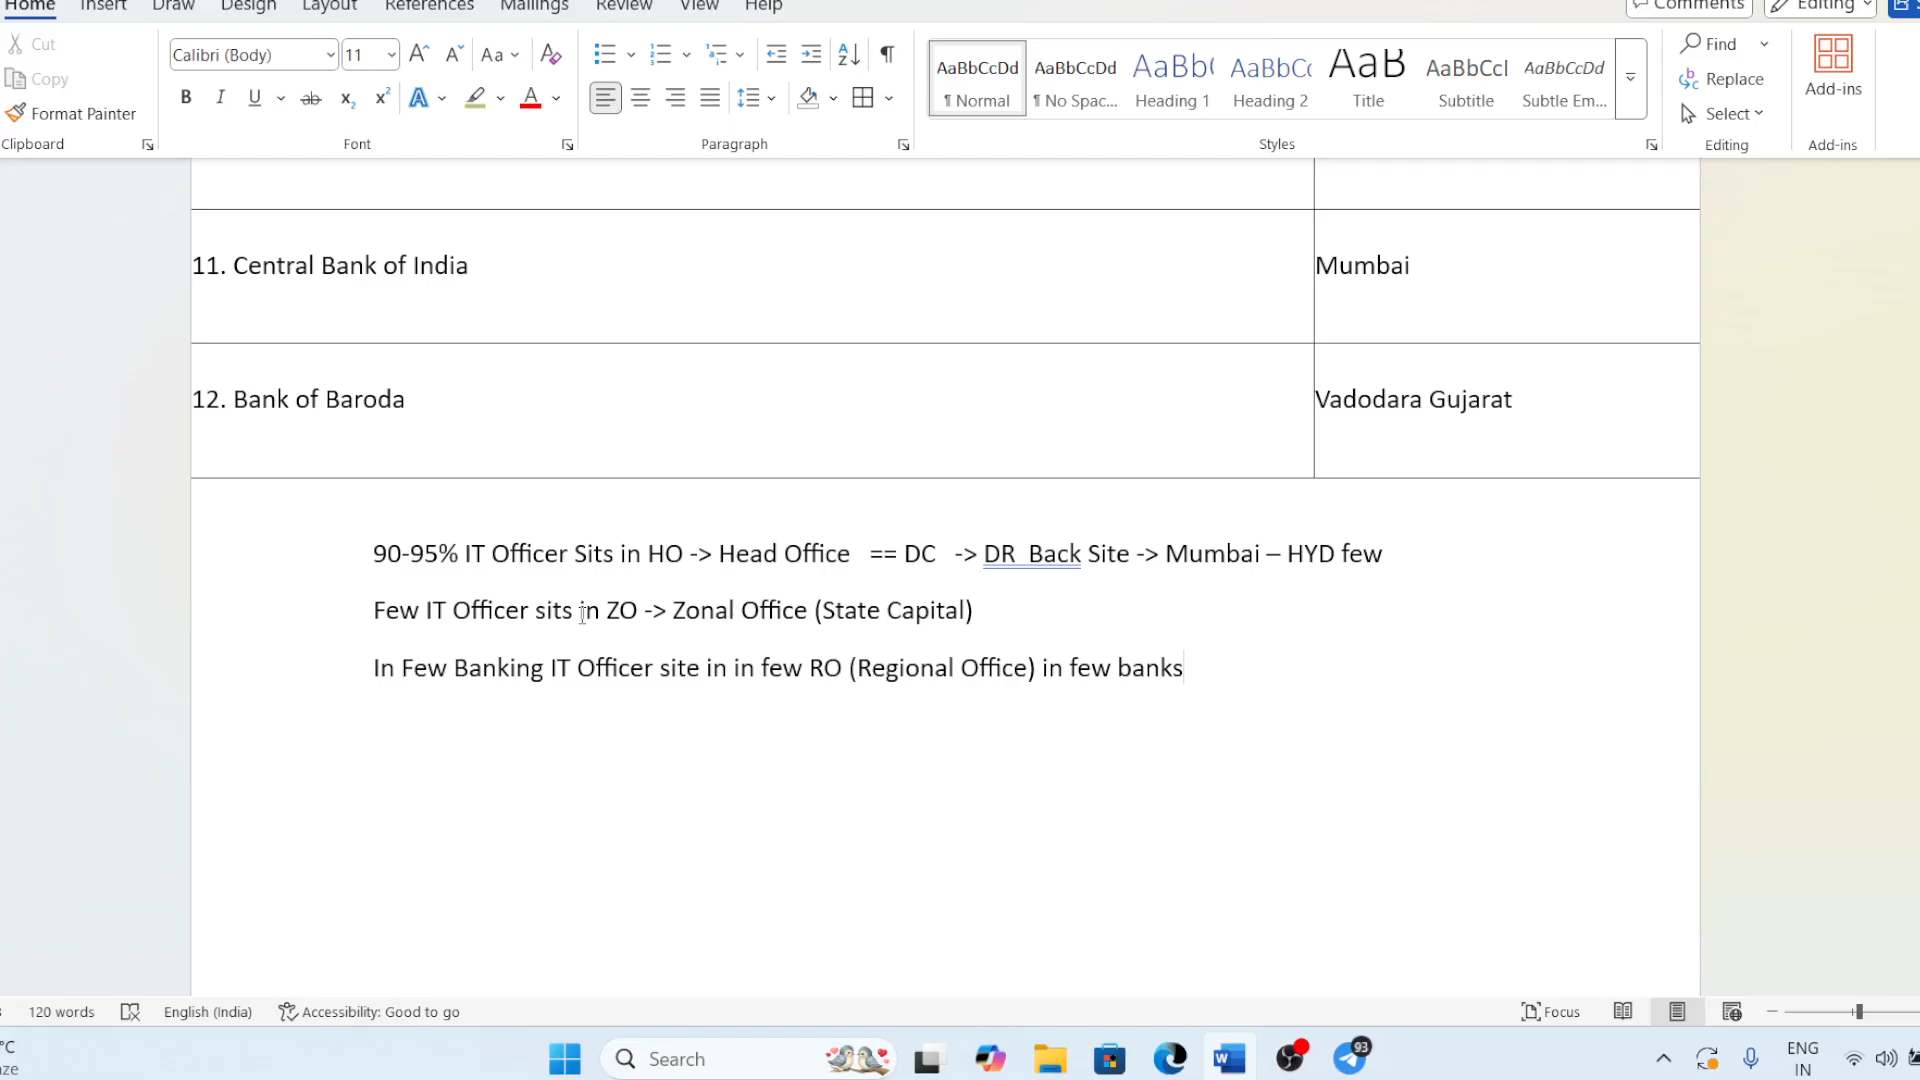 Home Insert Draw Design Layout References Mailings Review View Help Comments Editing
Cut
Copy
Format Painter
Clipboard
Calibri (Body) 11
Font
Paragraph
AaBbCcDd AaBbCcDd AaBb( AaBbCc AaB AaBbCcl AaBbCcDd
¶ Normal ¶ No Spac... Heading 1 Heading 2 Title Subtitle Subtle Em...
Styles
Find
Replace
Select
Editing
Add-ins
Add-ins
11. Central Bank of India Mumbai
12. Bank of Baroda Vadodara Gujarat
90-95% IT Officer Sits in HO -> Head Office == DC -> DR Back Site -> Mumbai – HYD few
Few IT Officer sits in ZO -> Zonal Office (State Capital)
In Few Banking IT Officer site in in few RO (Regional Office) in few banks
120 words English (India) Accessibility: Good to go Focus
°C
aze
Search
93
ENG
IN